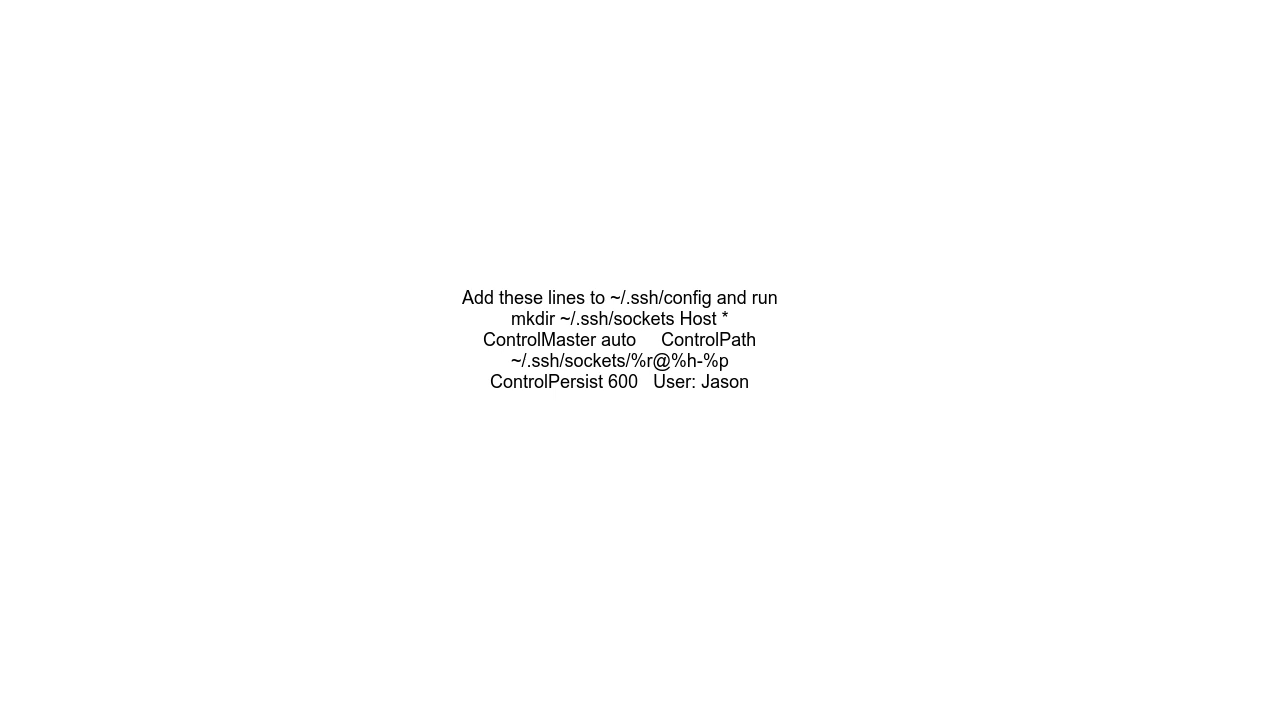 Add these lines to ~/.ssh/config and run
mkdir ~/.ssh/sockets Host *
ControlMaster auto     ControlPath
~/.ssh/sockets/%r@%h-%p
ControlPersist 600   User: Jason